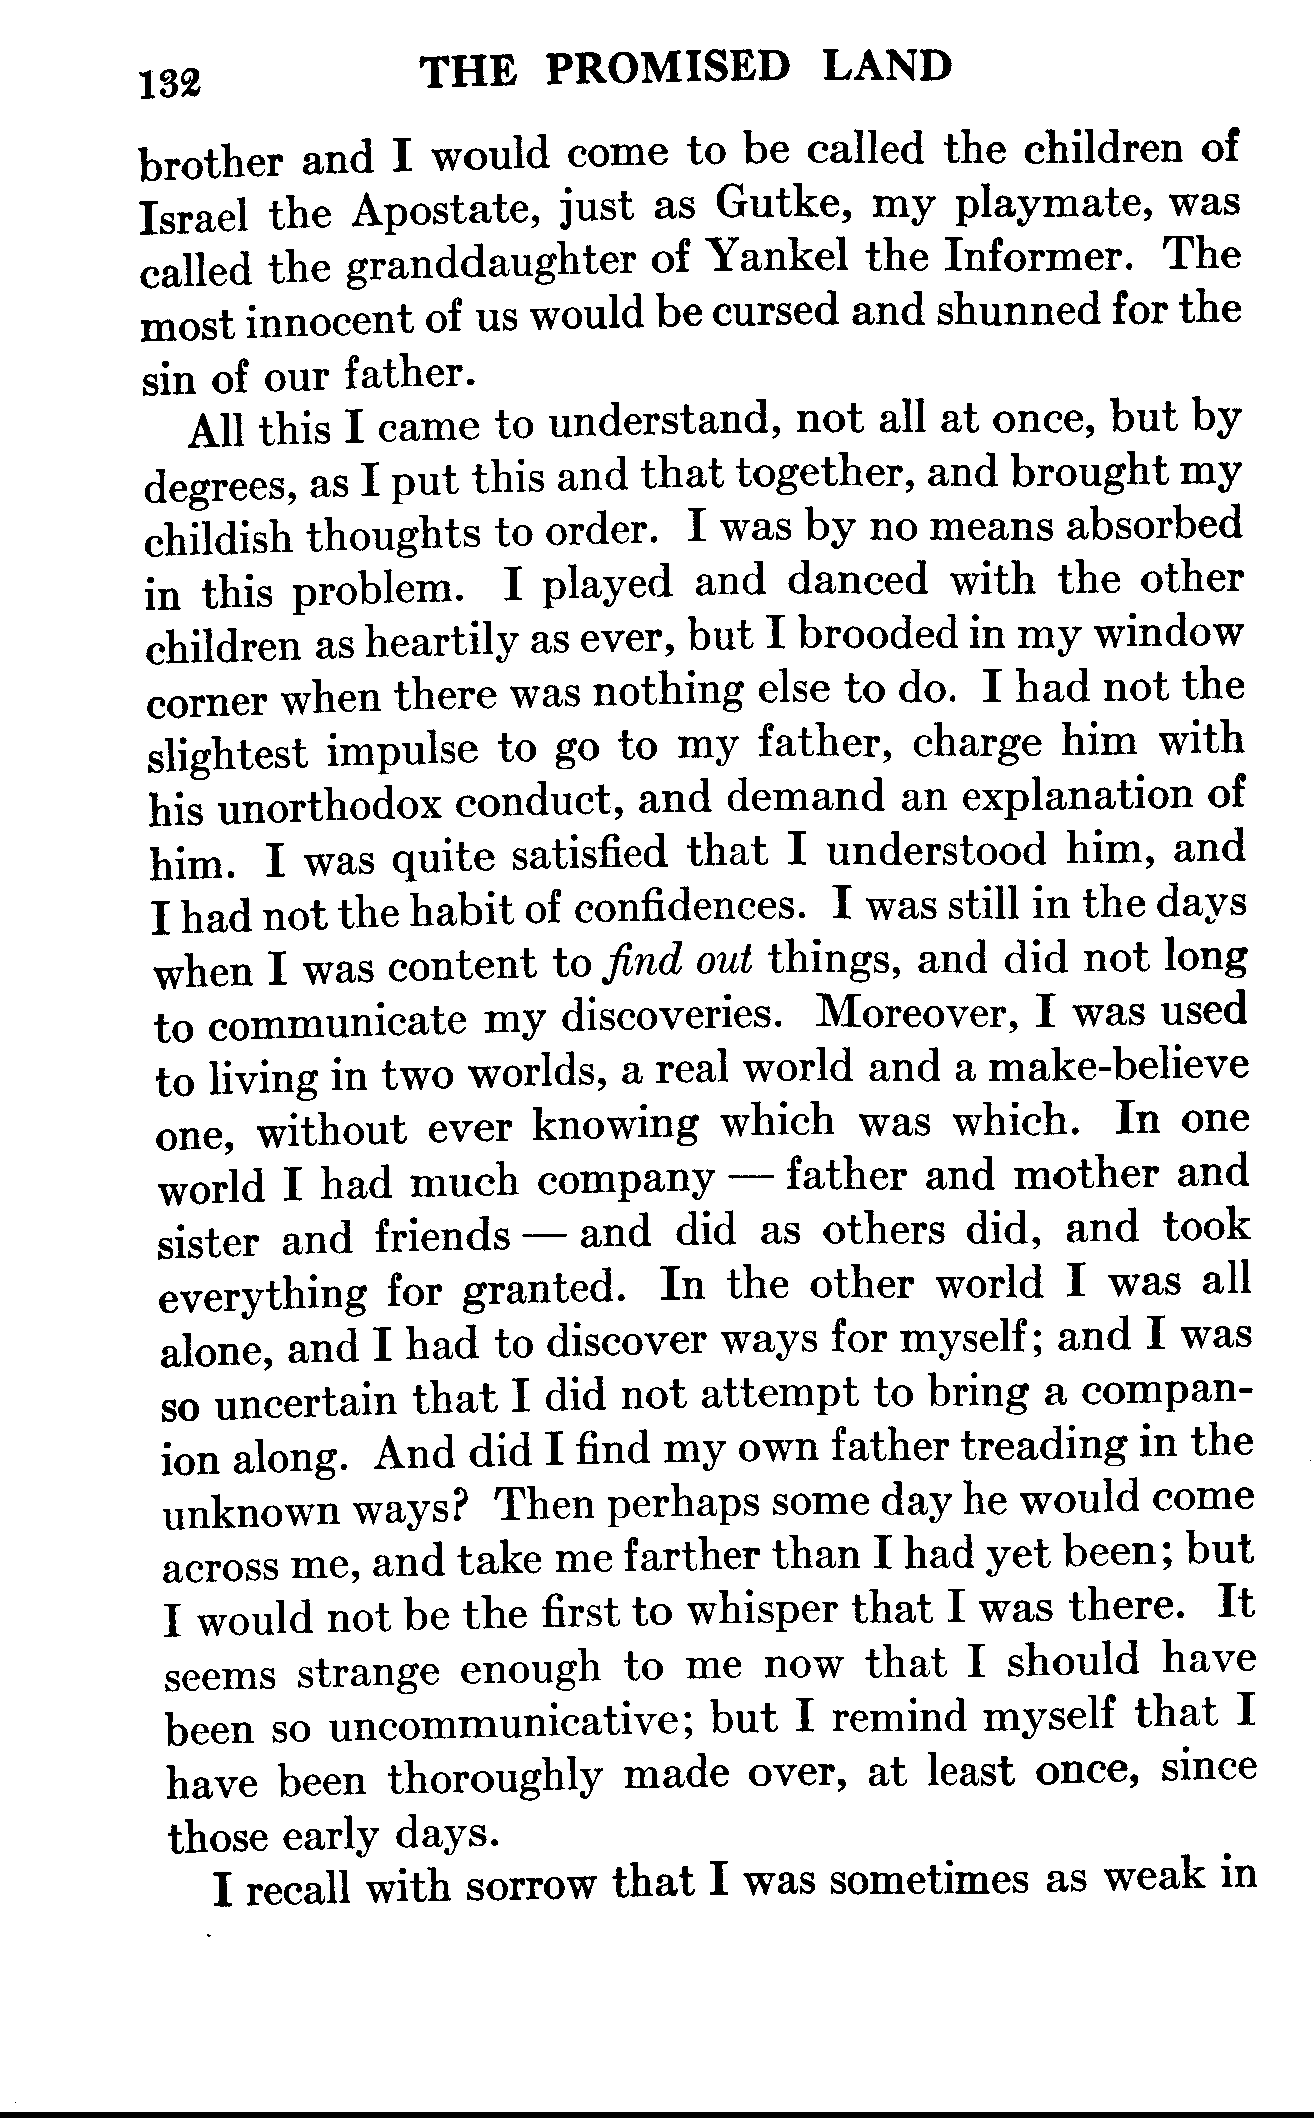 132 THE PROMISED LAND
brother and I would come to be called the children of
Israel the Apostate, just as Gutke, my playmate, was
called the granddaughter of Yankel the Informer. The
most innocent of us would be cursed and shunned for the
sin of our father.
All this I came to understand, not all at once, but by
degrees, as I put this and that together, and brought my
childish thoughts to order. I was by no means absorbed
in this problem. I played and danced with the other
children as heartily as ever, but I brooded in my window
corner when there was nothing else to do. I had not the
slightest impulse to go to my father, charge him with
his unorthodox conduct, and demand an explanation of
him. I was quite satisfied that I understood him, and
I had not the habit of confidences. I was still in the days
when I was content to find out things, and did not long
to communicate my discoveries. Moreover, I was used
to living in two worlds, a real world and a make-believe
one, without ever knowing which was which. In one
world I had much company — father and mother and
sister and friends — and did as others did, and took
everything for granted. In the other world I was all
alone, and I had to discover ways for myself; and I was
so uncertain that I did not attempt to bring a compan-
ion along. And did I find my own father treading in the
unknown ways? Then perhaps some day he would come
across me, and take me farther than I had yet been; but
I would not be the first to whisper that I was there. It
seems strange enough to me now that I should have
been so uncommunicative; but I remind myself that I
have been thoroughly made over, at least once, since
those early days.
I recall with sorrow that I was sometimes as weak in